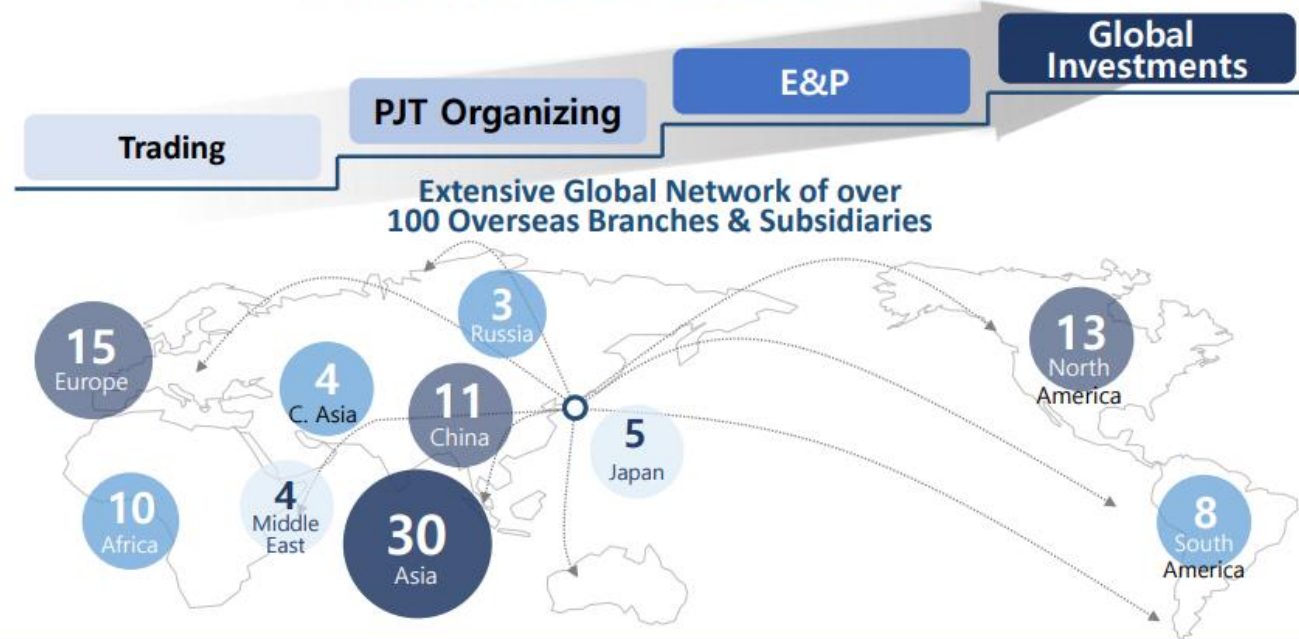 Global
Investments
E&P
PJT Organizing
Trading
Extensive Global Network of over
100 Overseas Branches & Subsidiaries
3
Russia
15
Europe
4
C. Asia
11
China
5
Japan
13
North
America
10
Africa
4
Middle
East
30
Asia
8
South
America